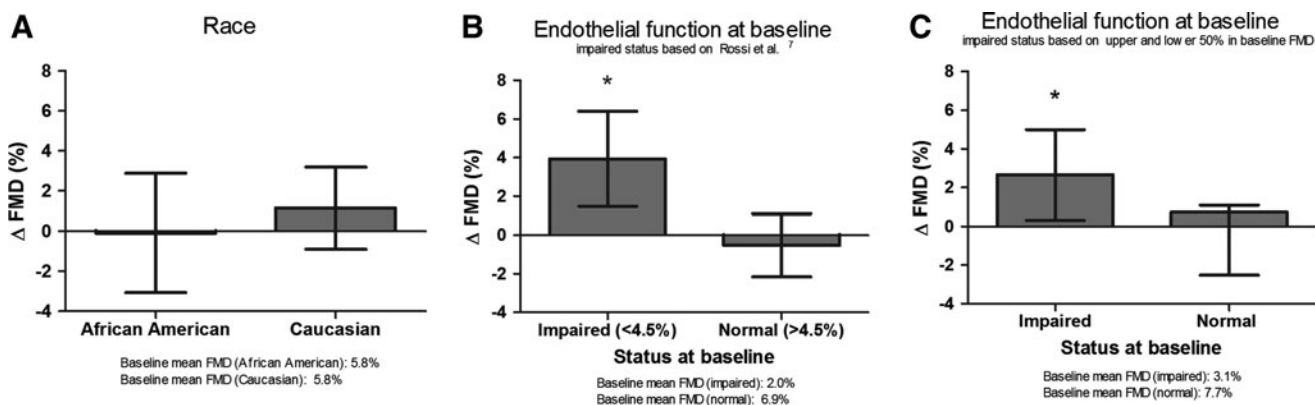 A
Race
Δ FMD (%)
8
6
4
2
0
-2
-4
African American
Caucasian
Baseline mean FMD (African American): 5.8%
Baseline mean FMD (Caucasian): 5.8%
B
Endothelial function at baseline
impaired status based on Rossi et al. 7
Δ FMD (%)
8
6
4
2
0
-2
-4
*
Impaired (<4.5%)
Normal (>4.5%)
Status at baseline
Baseline mean FMD (impaired): 2.0%
Baseline mean FMD (normal): 6.9%
C
Endothelial function at baseline
impaired status based on upper and lower 50% in baseline FMD
Δ FMD (%)
8
6
4
2
0
-2
-4
*
Impaired
Normal
Status at baseline
Baseline mean FMD (impaired): 3.1%
Baseline mean FMD (normal): 7.7%